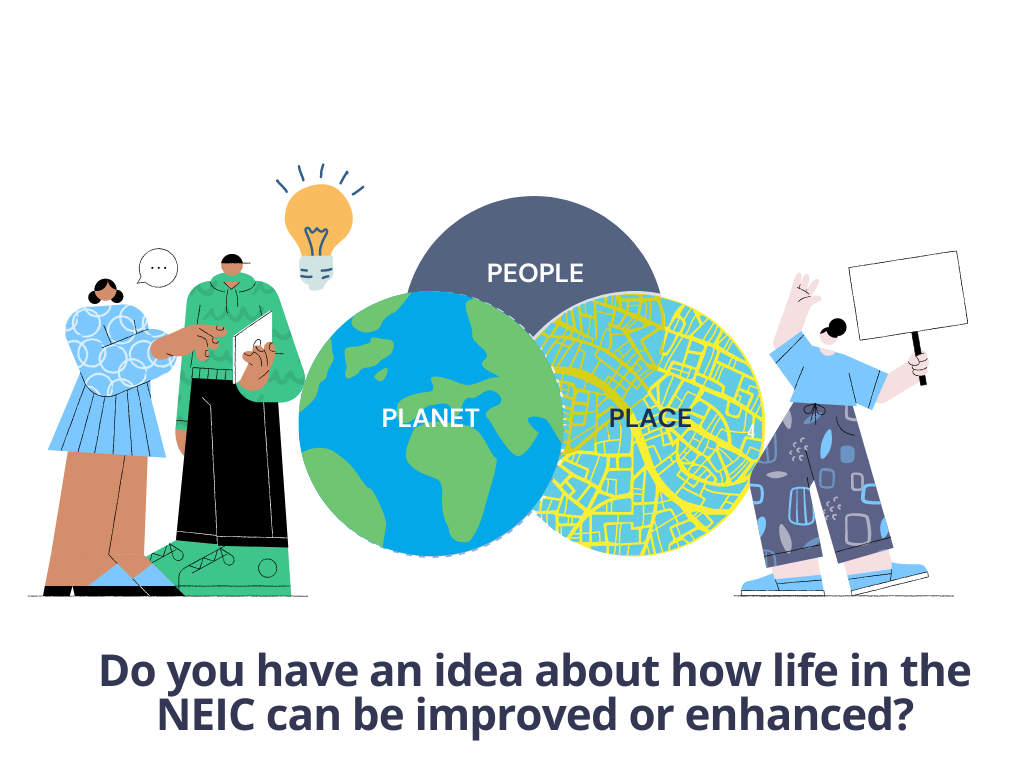 PEOPLE
PLANET
PLACE
Do you have an idea about how life in the
NEIC can be improved or enhanced?